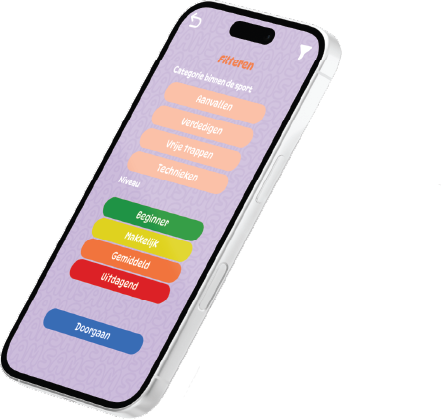 Filteren
Categorie binnen de sport
Aanvallen
Verdedigen
Vrije trappen
Technieken
Niveau
Beginner
Makkelijk
Gemiddeld
Uitdagend
Doorgaan